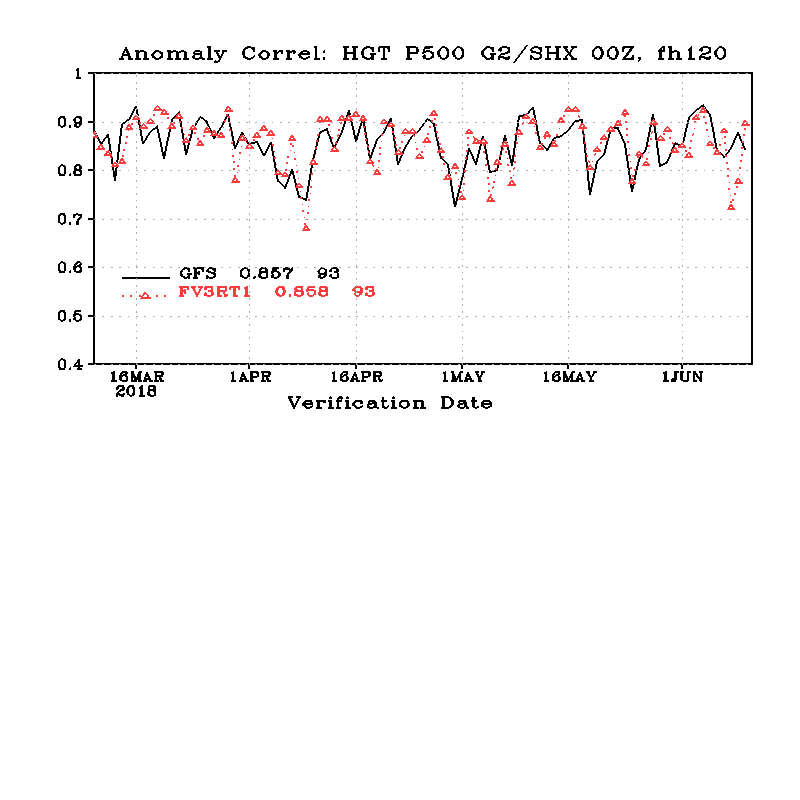 Anomaly Correl: HGT P500 G2/SHX 00Z, fh120
1
0.9
0.8
0.7
0.6
0.5
0.4
GFS 0.857 93
FV3RT1 0.858 93
16MAR 1APR 16APR 1MAY 16MAY 1JUN
2018
Verification Date